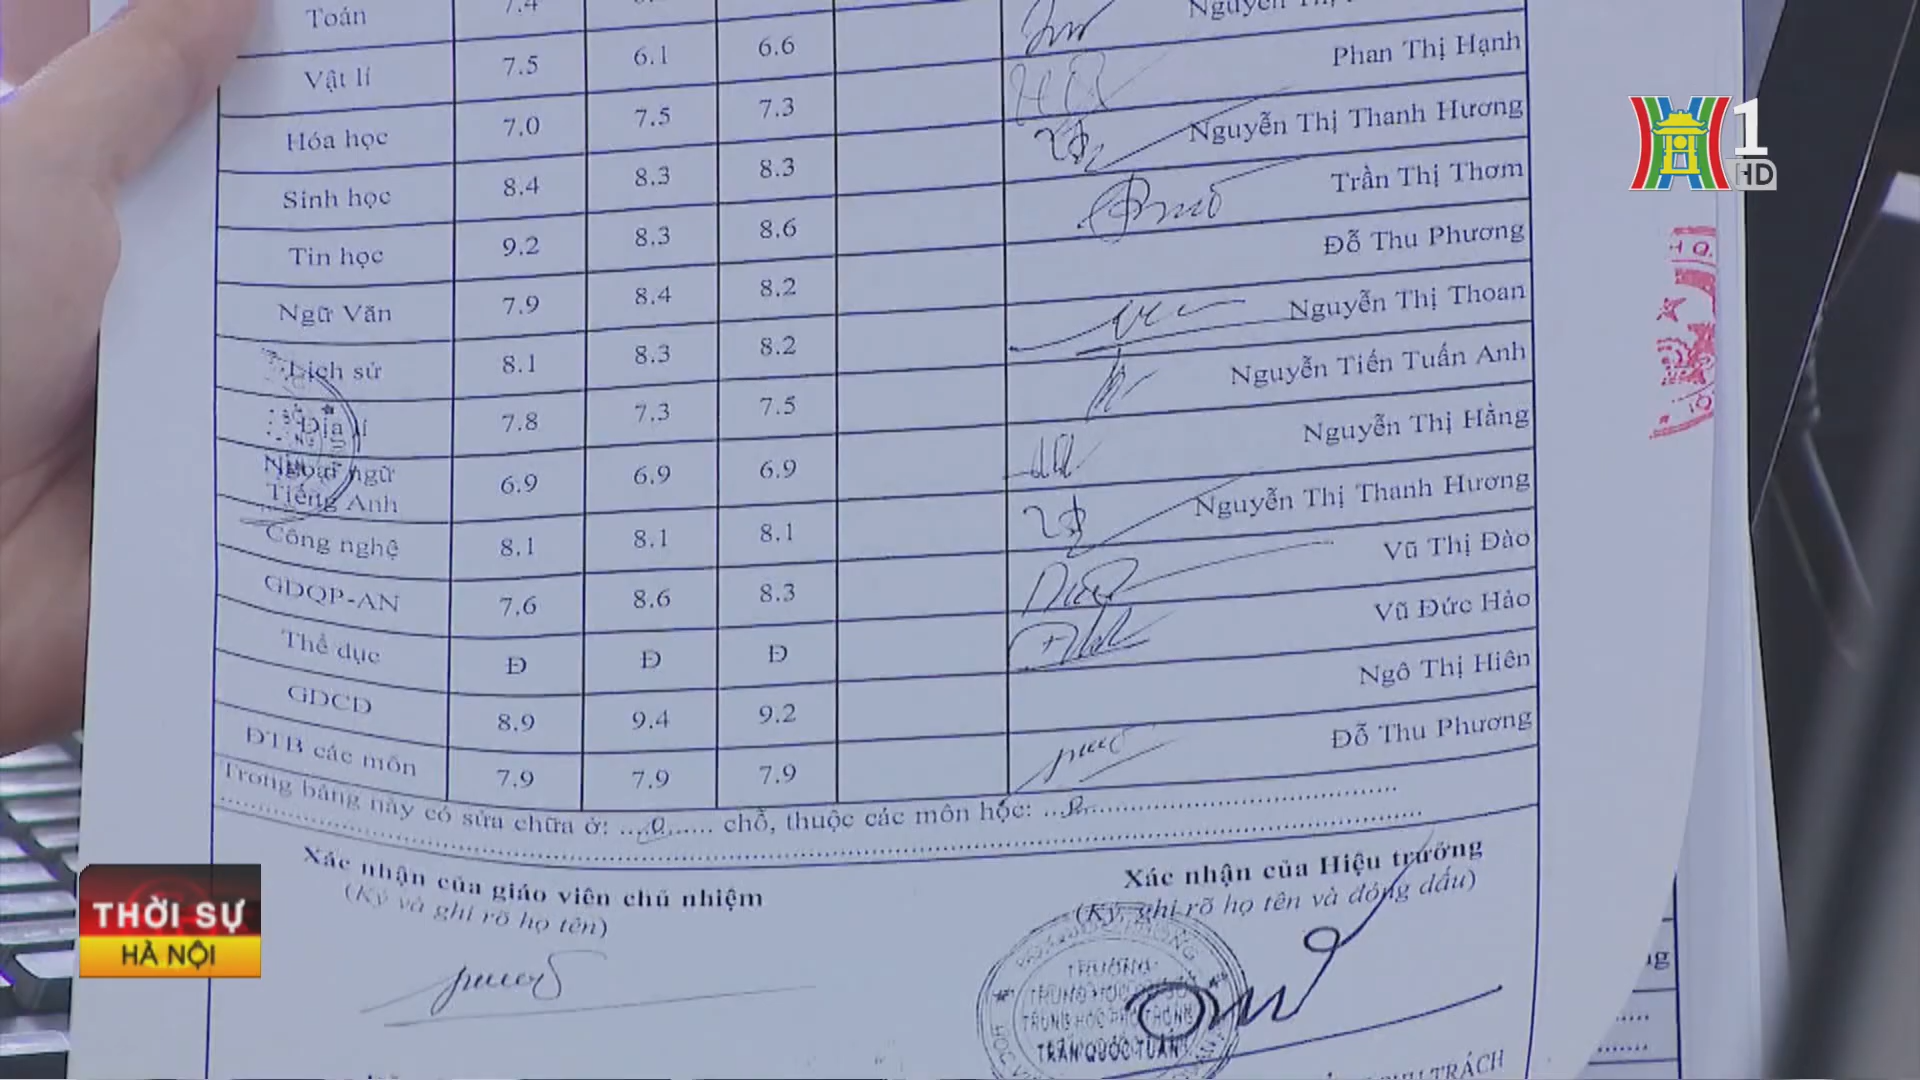 Toán 7.4
Vật lí 7.5 6.1 6.6 Phan Thị Hạnh
Hóa học 7.0 7.5 7.3 Nguyễn Thị Thanh Hương
Sinh học 8.4 8.3 8.3 Trần Thị Thơm
Tin học 9.2 8.3 8.6 Đỗ Thu Phương
Ngữ Văn 7.9 8.4 8.2 Nguyễn Thị Thoan
Lịch sử 8.1 8.3 8.2 Nguyễn Tiến Tuấn Anh
Địa lí 7.8 7.3 7.5 Nguyễn Thị Hằng
Ngoại ngữ
Tiếng Anh 6.9 6.9 6.9 Nguyễn Thị Thanh Hương
Công nghệ 8.1 8.1 8.1 Vũ Thị Đào
GDQP-AN 7.6 8.6 8.3 Vũ Đức Hảo
Thể dục Đ Đ Đ Ngô Thị Hiên
GDCD 8.9 9.4 9.2 Đỗ Thu Phương
ĐTB các môn 7.9 7.9 7.9
Trong bảng này có sửa chữa ở: ....0...... chỗ, thuộc các môn học: ...0...
Xác nhận của giáo viên chủ nhiệm
(Ký và ghi rõ họ tên)
Xác nhận của Hiệu trưởng
(Ký, ghi rõ họ tên và đóng dấu)
TRƯỜNG
TRUNG HỌC CƠ SỞ
TRUNG HỌC PHỔ THÔNG
TRẦN QUỐC TUẤN
TRÁCH
1
HD
THỜI SỰ
HÀ NỘI